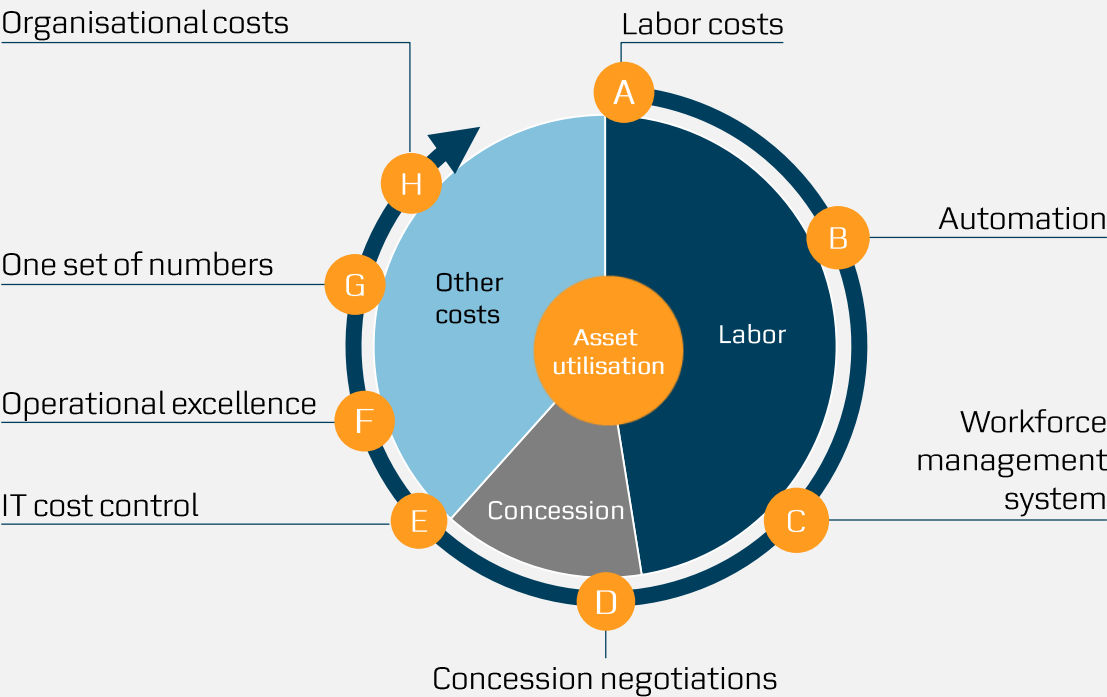 Organisational costs
Labor costs
A
H
B
Automation
One set of numbers
G
Other
costs
Asset
utilisation
Labor
Operational excellence
F
Workforce
management
system
IT cost control
E
Concession
C
D
Concession negotiations